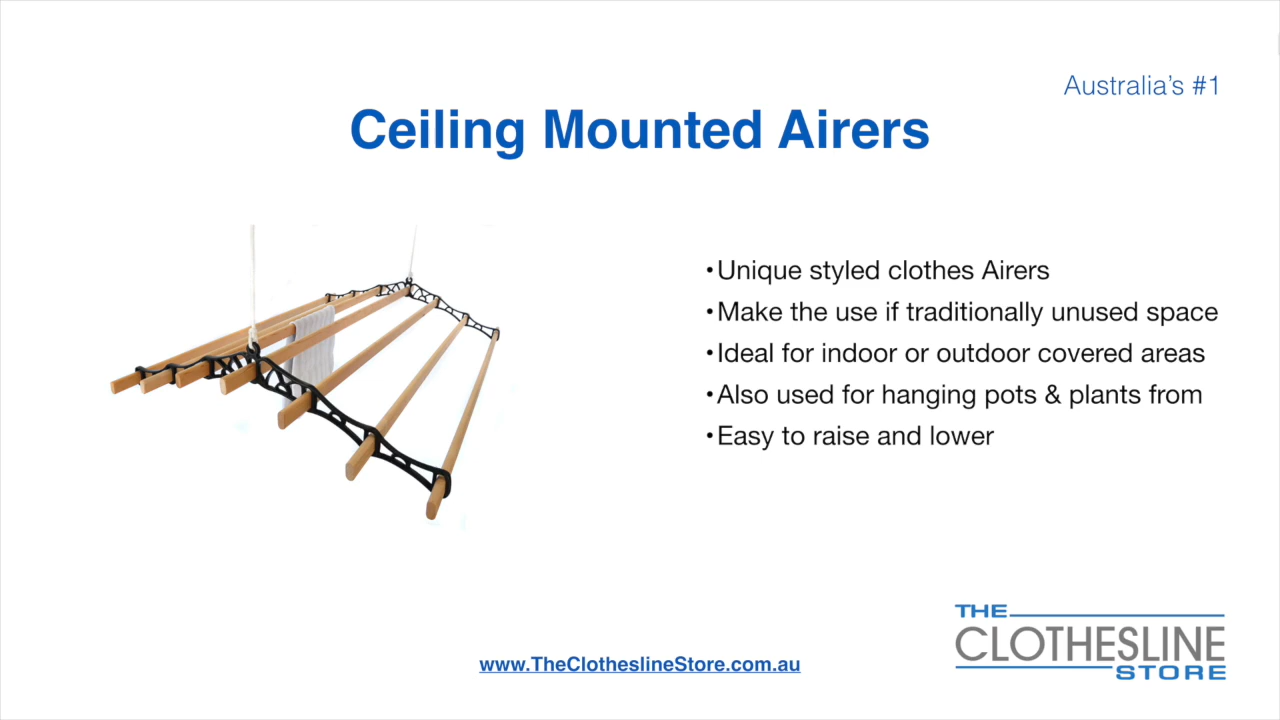 Australia's #1
Ceiling Mounted Airers
•Unique styled clothes Airers
•Make the use if traditionally unused space
•Ideal for indoor or outdoor covered areas
•Also used for hanging pots & plants from
•Easy to raise and lower
www.TheClotheslineStore.com.au
THE
CLOTHESLINE
STORE